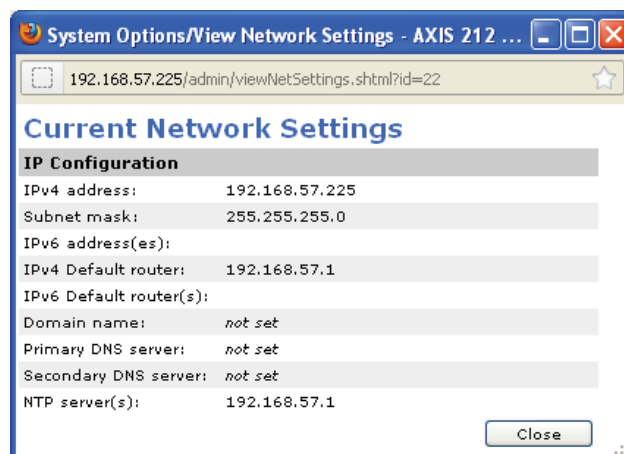 System Options/View Network Settings - AXIS 212 ...
192.168.57.225/admin/viewNetSettings.shtml?id=22
Current Network Settings
IP Configuration
IPv4 address: 192.168.57.225
Subnet mask: 255.255.255.0
IPv6 address(es):
IPv4 Default router: 192.168.57.1
IPv6 Default router(s):
Domain name: not set
Primary DNS server: not set
Secondary DNS server: not set
NTP server(s): 192.168.57.1
Close